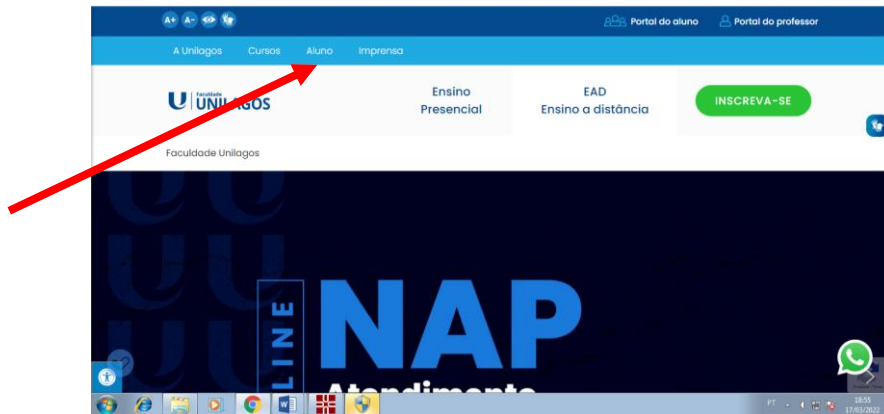 A+ A-
Portal do aluno Portal do professor
A Unilagos Cursos Aluno Imprensa
Faculdade
UNILAGOS
Ensino
Presencial
EAD
Ensino a distância
INSCREVA-SE
Faculdade Unilagos
LINE
NAP
Atendimento
PT
18:55
17/03/2022